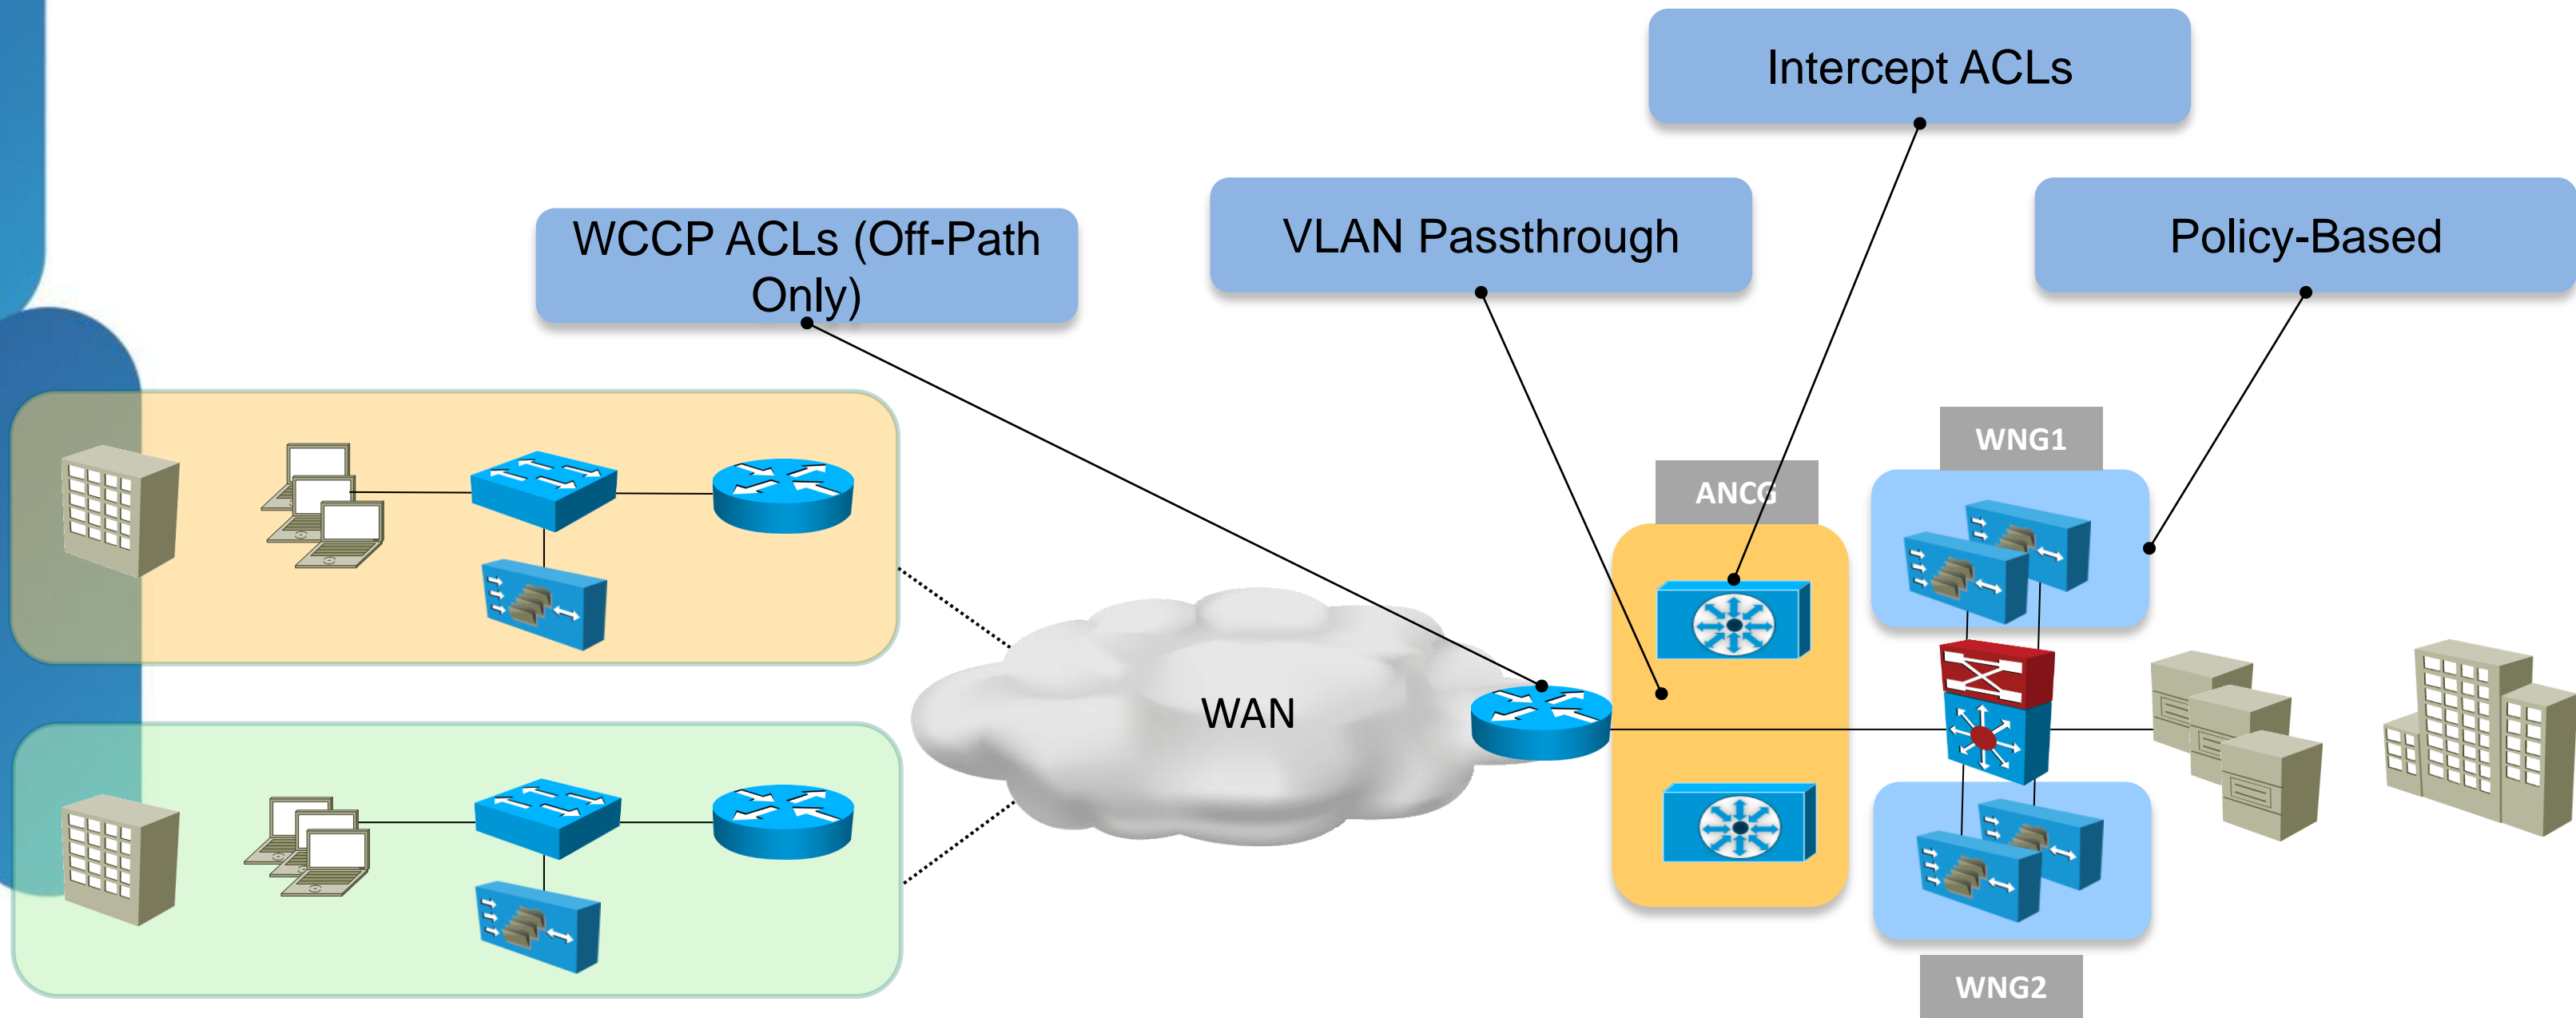 Intercept ACLs
WCCP ACLs (Off-Path
Only)
VLAN Passthrough
Policy-Based
WNG1
ANCG
WAN
WNG2